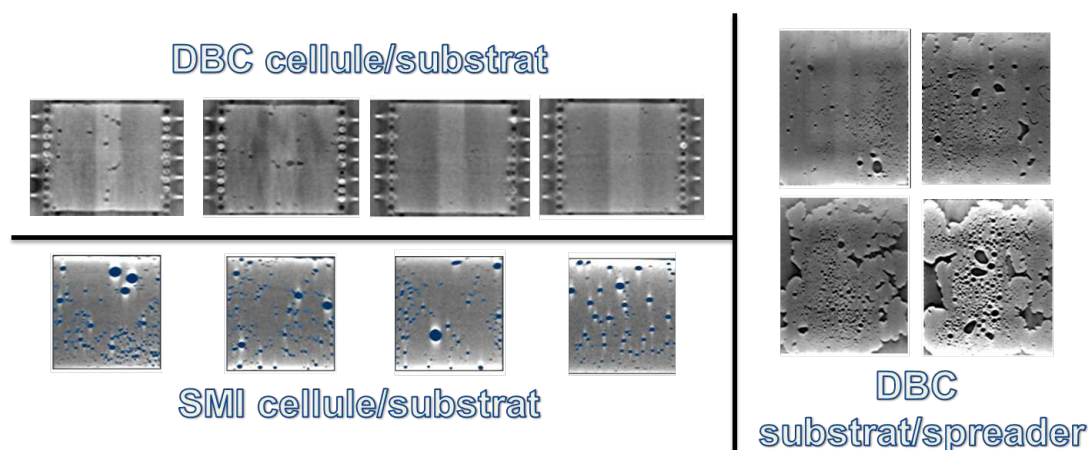 DBC cellule/substrat
SMI cellule/substrat
DBC
substrat/spreader